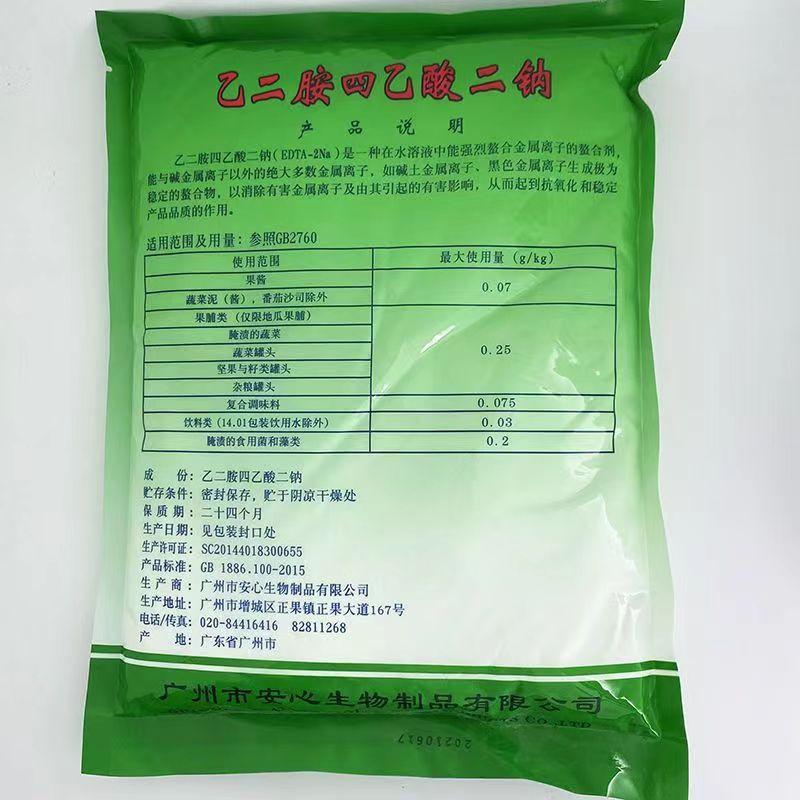 乙二胺四乙酸二钠
产品说明
乙二胺四乙酸二钠(EDTA-2Na)是一种在水溶液中能强烈螯合金属离子的螯合剂，
能与碱金属离子以外的绝大多数金属离子，如碱土金属离子、黑色金属离子生成极为
稳定的螯合物，以消除有害金属离子及由其引起的有害影响，从而起到抗氧化和稳定
产品品质的作用。
适用范围及用量：参照GB2760
使用范围 最大使用量（g/kg）
果酱
蔬菜泥（酱），番茄沙司除外
0.07
果脯类（仅限地瓜果脯）
腌渍的蔬菜
蔬菜罐头
坚果与籽类罐头
杂粮罐头
0.25
复合调味料 0.075
饮料类（14.01包装饮用水除外） 0.03
腌渍的食用菌和藻类 0.2
成 份：乙二胺四乙酸二钠
贮存条件：密封保存，贮于阴凉干燥处
保 质 期：二十四个月
生产日期：见包装封口处
生产许可证：SC20144018300655
产品标准：GB 1886.100-2015
生 产 商：广州市安心生物制品有限公司
生产地址：广州市增城区正果镇正果大道167号
电话/传真：020-84416416 82811268
产 地：广东省广州市
广州市安心生物制品有限公司
Co.,LTD
20210617